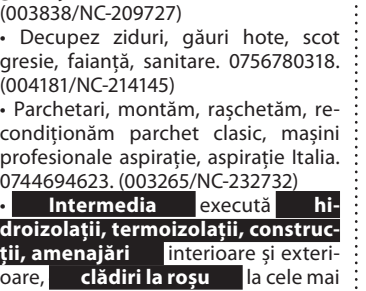 (003838/NC-209727)
• Decupez ziduri, găuri hote, scot
gresie, faianță, sanitare. 0756780318.
(004181/NC-214145)
• Parchetari, montăm, rașchetăm, re-
condiționăm parchet clasic, mașini
profesionale aspirație, aspirație Italia.
0744694623. (003265/NC-232732)
• Intermedia execută hi-
droizolații, termoizolații, construc-
ții, amenajări interioare și exteri-
oare, clădiri la roșu la cele mai